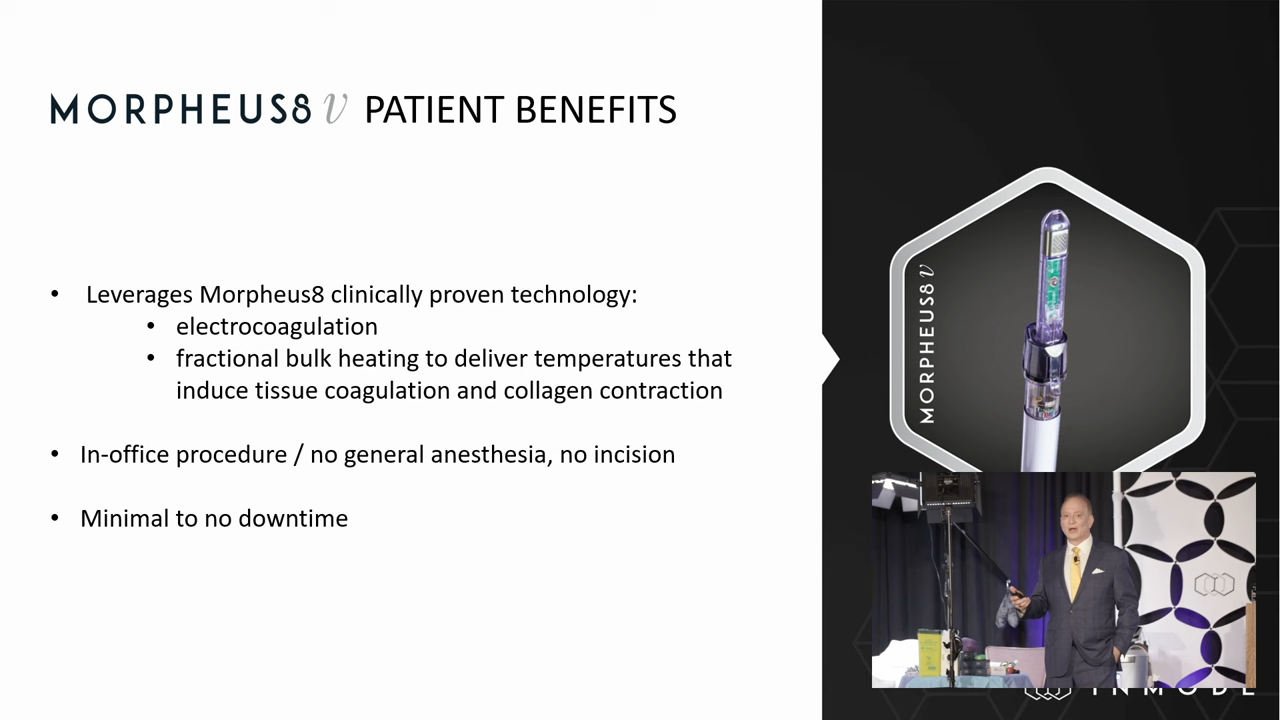 MORPHEUS8 V PATIENT BENEFITS
• Leverages Morpheus8 clinically proven technology:
• electrocoagulation
• fractional bulk heating to deliver temperatures that
induce tissue coagulation and collagen contraction
• In-office procedure / no general anesthesia, no incision
• Minimal to no downtime
MORPHEUS8 V
INMODE